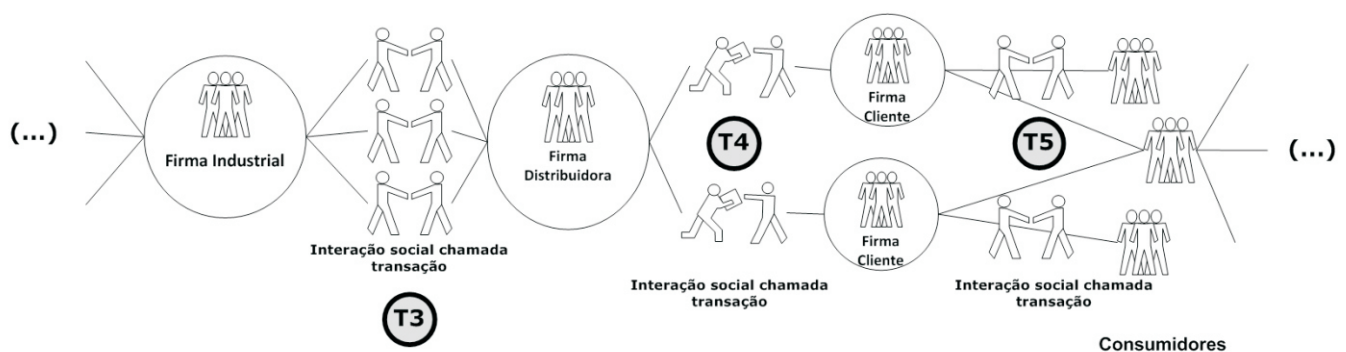 (...)
Firma Industrial
Interação social chamada
transação
T3
Firma
Distribuidora
T4
Interação social chamada
transação
Firma
Cliente
Firma
Cliente
T5
Interação social chamada
transação
Consumidores
(...)